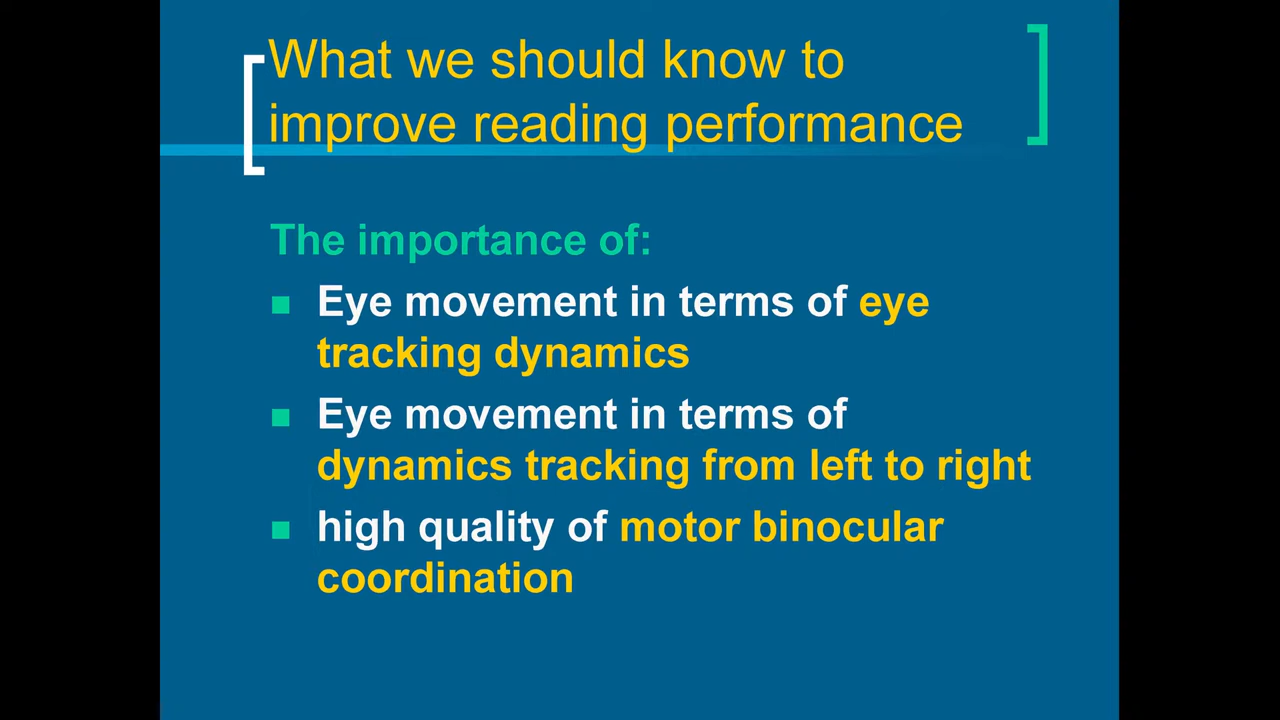 What we should know to
improve reading performance
The importance of:
Eye movement in terms of eye
tracking dynamics
Eye movement in terms of
dynamics tracking from left to right
high quality of motor binocular
coordination